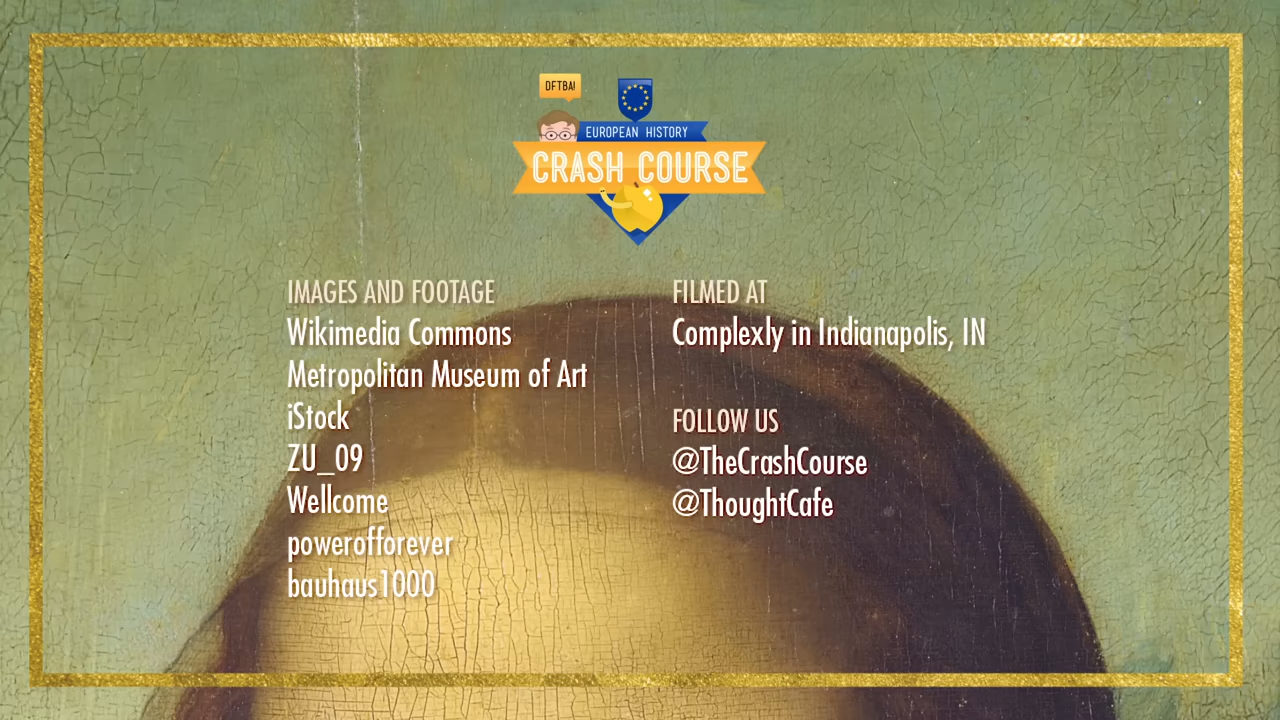 DFTBA!
EUROPEAN HISTORY
CRASH COURSE
IMAGES AND FOOTAGE
Wikimedia Commons
Metropolitan Museum of Art
iStock
ZU_09
Wellcome
powerofforever
bauhaus1000
FILMED AT
Complexly in Indianapolis, IN
FOLLOW US
@TheCrashCourse
@ThoughtCafe